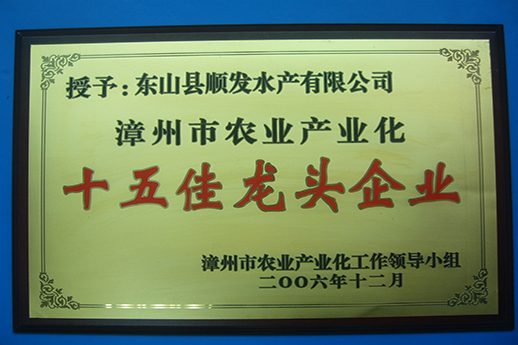 授予：东山县顺发水产有限公司
漳州市农业产业化
十五佳龙头企业
漳州市农业产业化工作领导小组
二〇〇六年十二月